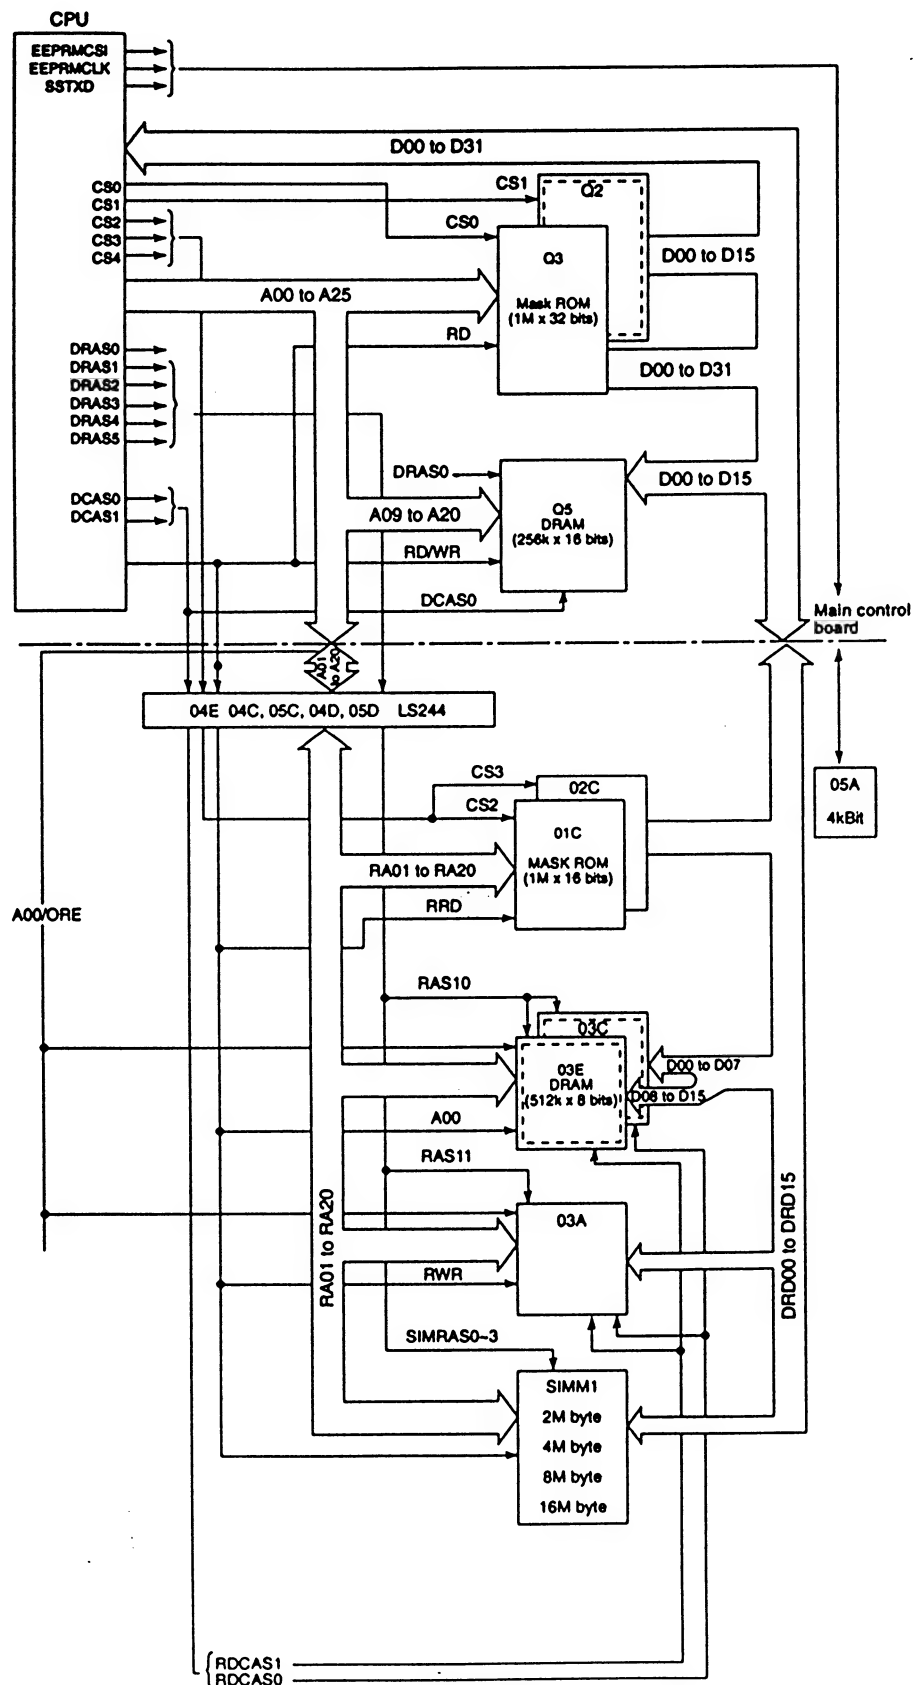 CPU
EEPRMCSI
EEPRMCLK
SSTXD
D00 to D31
CS0
CS1
CS2
CS3
CS4
CS1
Q2
CS0
Q3
Mask ROM
(1M x 32 bits)
D00 to D15
A00 to A25
RD
D00 to D31
DRAS0
DRAS1
DRAS2
DRAS3
DRAS4
DRAS5
DRAS0
D00 to D15
DCAS0
DCAS1
A09 to A20
Q5
DRAM
(256k x 16 bits)
RD/WR
DCAS0
Main control
board
A01
to A20
04E 04C, 05C, 04D, 05D LS244
CS3
02C
05A
4kBit
CS2
01C
MASK ROM
(1M x 16 bits)
RA01 to RA20
RRD
A00/ORE
RAS10
03C
03E
DRAM
(512k x 8 bits)
D00 to D07
D08 to D15
A00
RAS11
03A
RA01 to RA20
DRD00 to DRD15
RWR
SIMRAS0~3
SIMM1
2M byte
4M byte
8M byte
16M byte
RDCAS1
RDCAS0